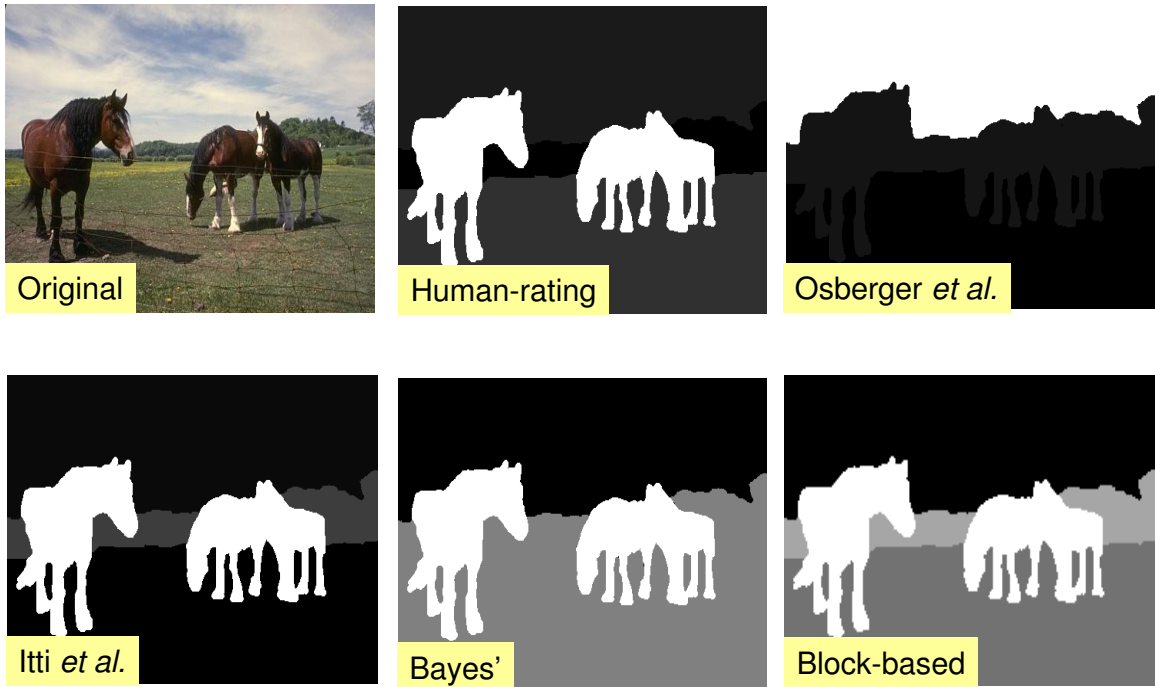 Original
Human-rating
Osberger et al.
Itti et al.
Bayes’
Block-based